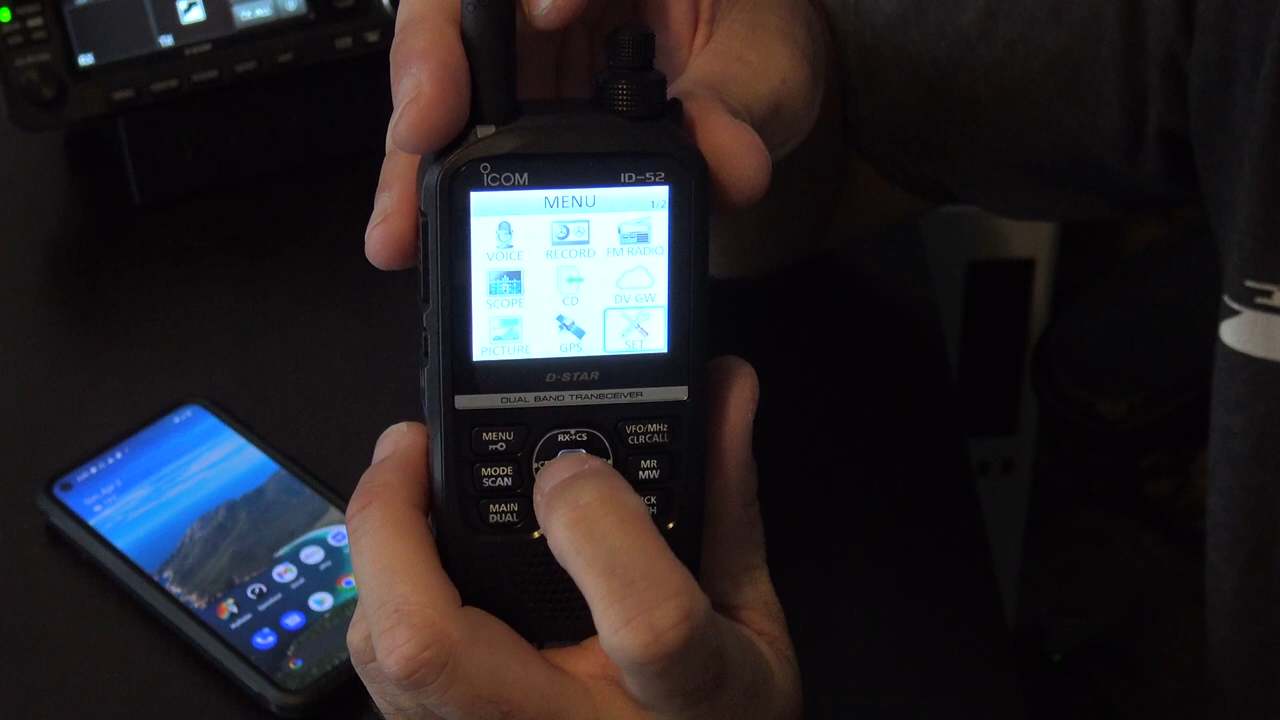 ICOM ID-52
MENU 1/2
VOICE RECORD FM RADIO
SCOPE CD DV GW
PICTURE GPS SET
D-STAR
DUAL BAND TRANCEIVER
MENU RX→CS VFO/MHz
CLR CALL
MODE MR
SCAN MW
MAIN
DUAL